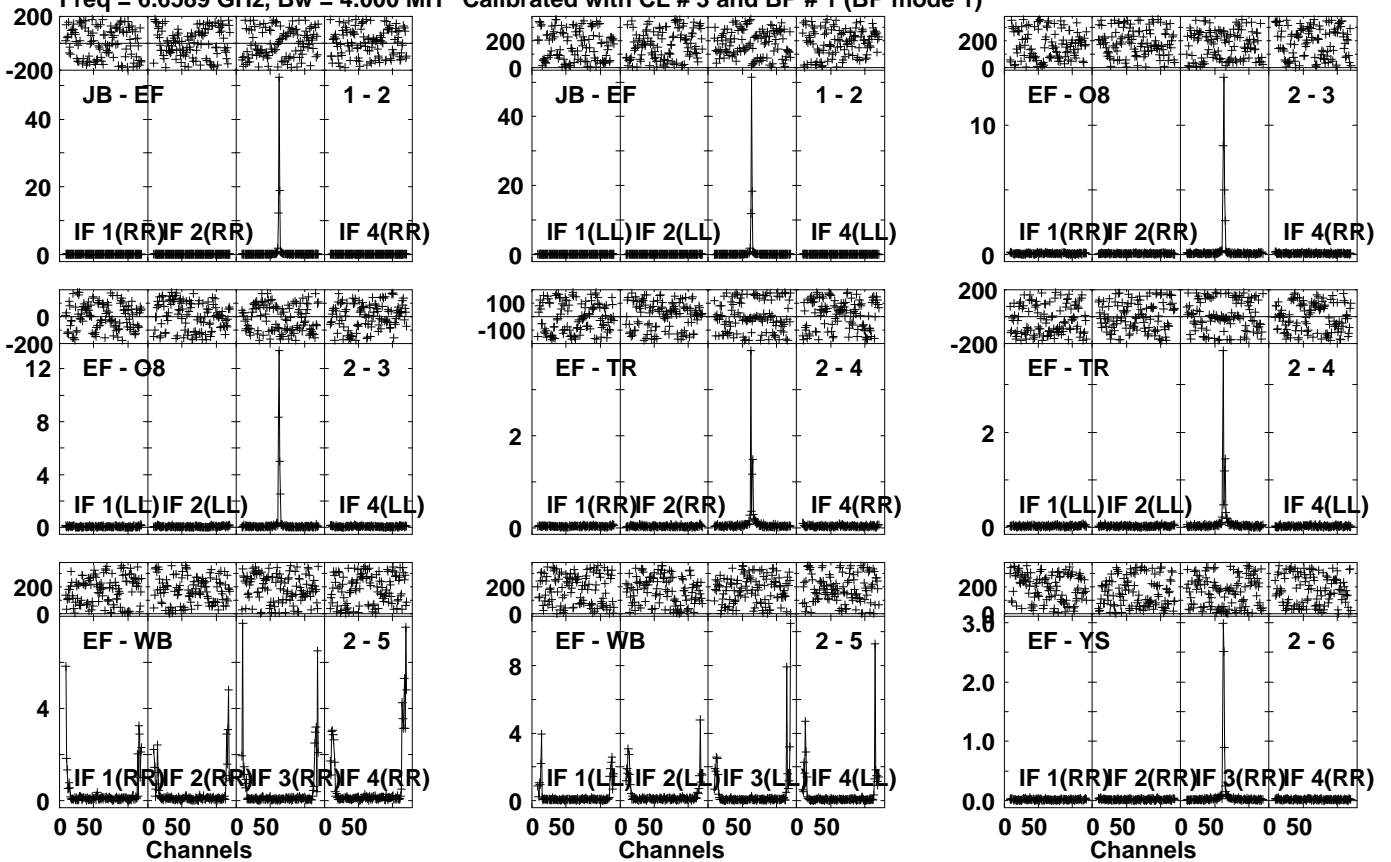 Freq = 6.6589 GHz, Bw = 4.000 MH Calibrated with CL # 3 and BP # 1 (BP mode 1)
200
-200
JB - EF 1 - 2
40
20
0
IF 1(RR) IF 2(RR) IF 4(RR)
200
0
JB - EF 1 - 2
40
20
0
IF 1(LL) IF 2(LL) IF 4(LL)
200
0
EF - O8 2 - 3
10
0
IF 1(RR) IF 2(RR) IF 4(RR)
0
-200
EF - O8 2 - 3
12
8
4
0
IF 1(LL) IF 2(LL) IF 4(LL)
100
-100
EF - TR 2 - 4
2
0
IF 1(RR) IF 2(RR) IF 4(RR)
200
-200
EF - TR 2 - 4
2
0
IF 1(LL) IF 2(LL) IF 4(LL)
200
0
EF - WB 2 - 5
4
0
IF 1(RR) IF 2(RR) IF 3(RR) IF 4(RR)
0 50 0 50
Channels
200
0
EF - WB 2 - 5
8
4
0
IF 1(LL) IF 2(LL) IF 3(LL) IF 4(LL)
0 50 0 50
Channels
200
0
EF - YS 2 - 6
3.0
2.0
1.0
0.0
IF 1(RR) IF 2(RR) IF 3(RR) IF 4(RR)
0 50 0 50
Channels